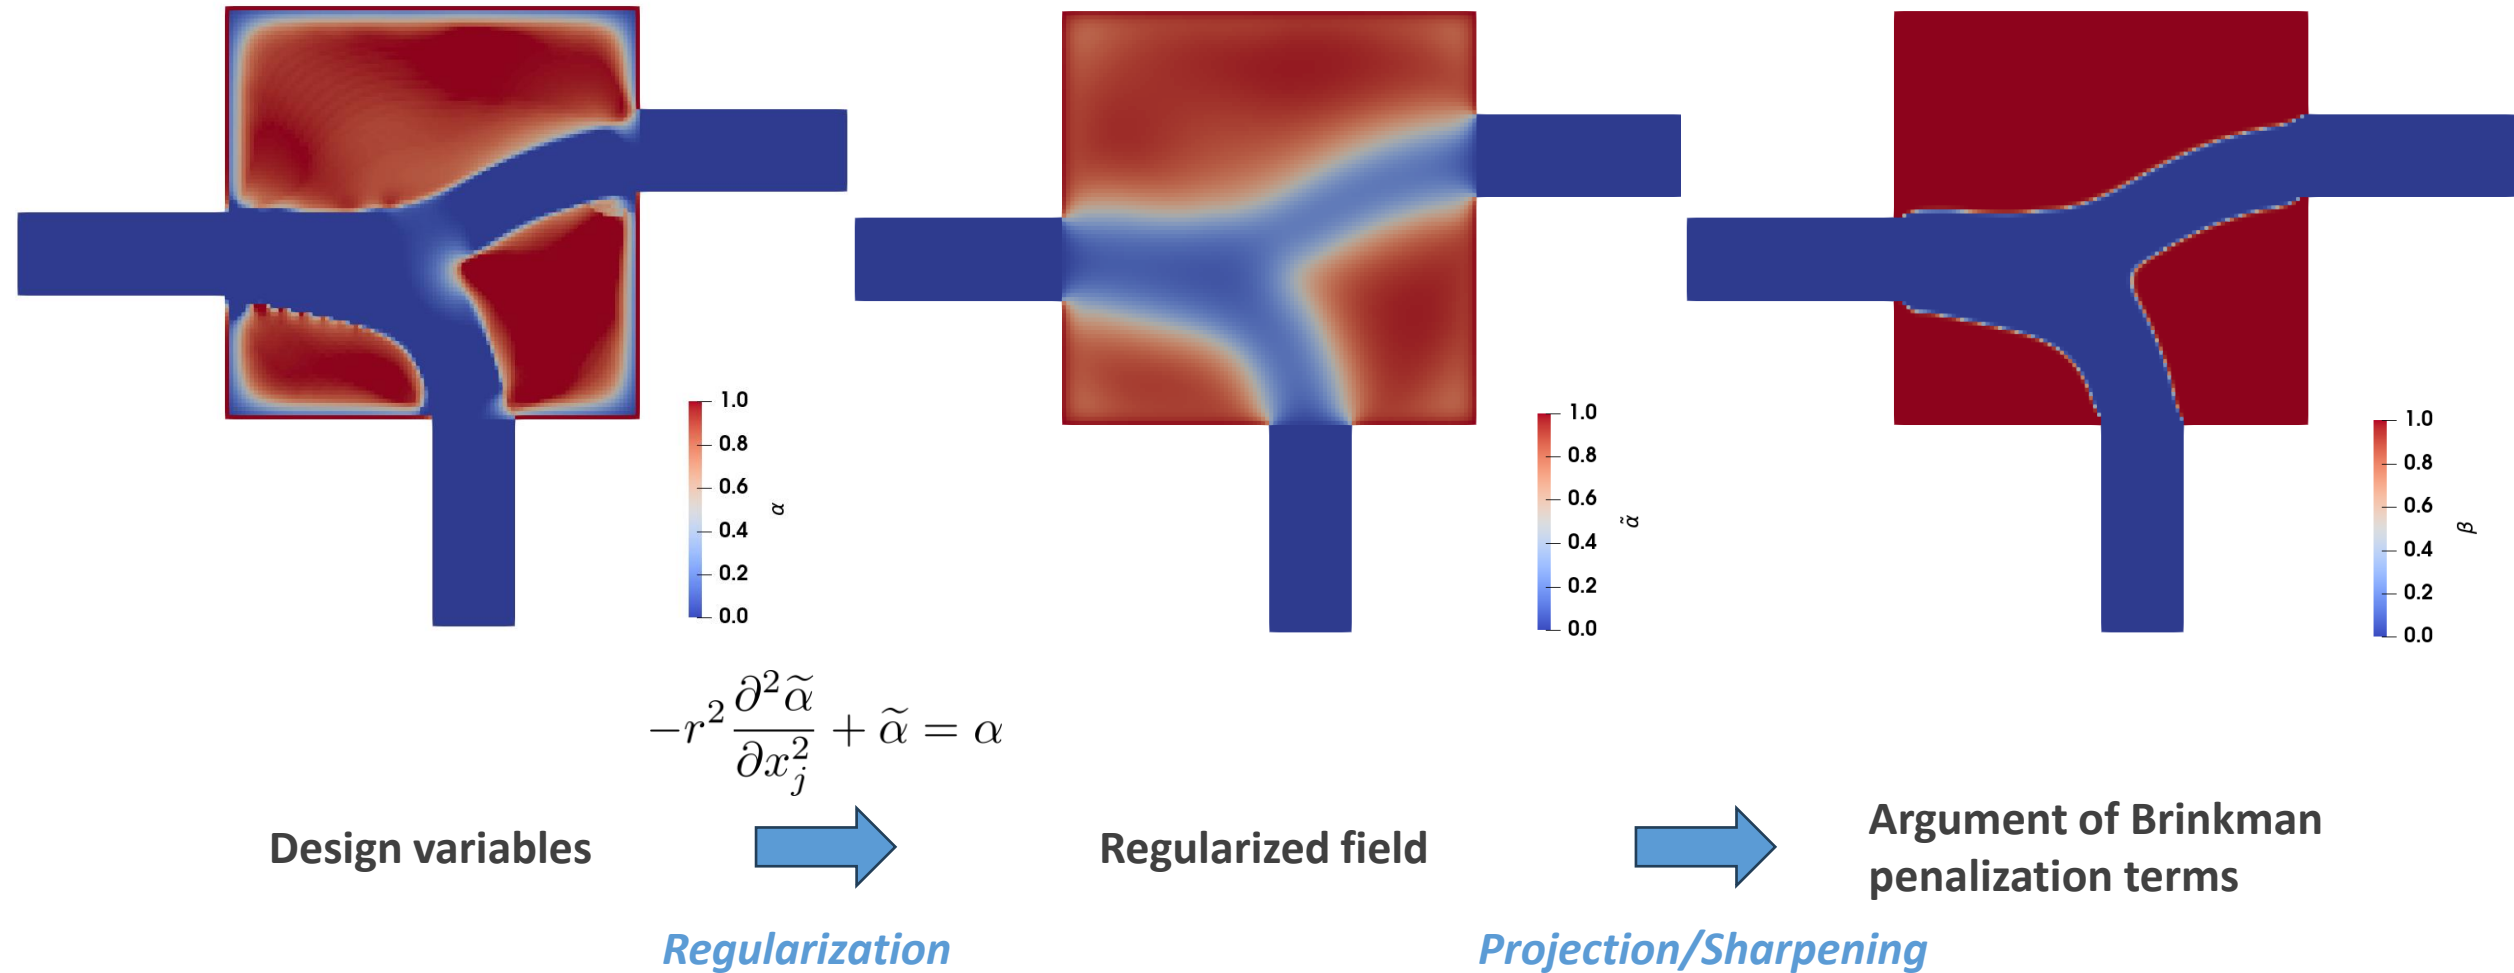 1.0
0.8
0.6
0.4
0.2
0.0
α
1.0
0.8
0.6
0.4
0.2
0.0
α̃
1.0
0.8
0.6
0.4
0.2
0.0
β
−r² ∂²α̃/∂x²ⱼ + α̃ = α
Design variables
Regularized field
Argument of Brinkman
penalization terms
Regularization
Projection/Sharpening